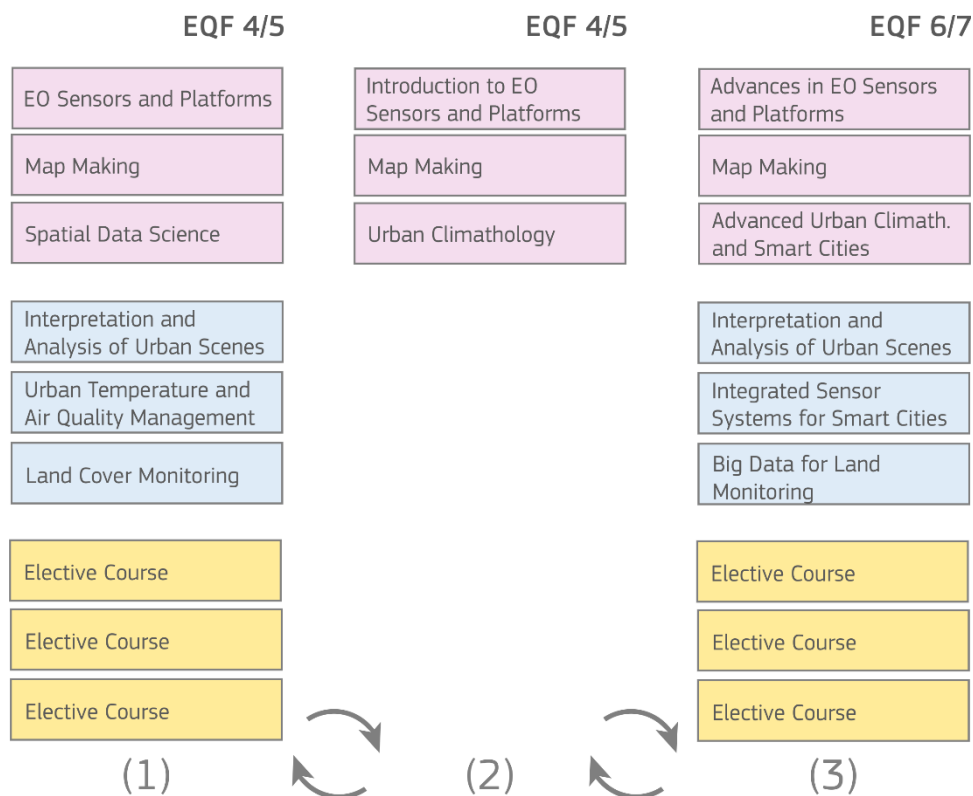 EQF 4/5
EO Sensors and Platforms
Map Making
Spatial Data Science
Interpretation and
Analysis of Urban Scenes
Urban Temperature and
Air Quality Management
Land Cover Monitoring
Elective Course
Elective Course
Elective Course
(1)
EQF 4/5
Introduction to EO
Sensors and Platforms
Map Making
Urban Climathology
(2)
EQF 6/7
Advances in EO Sensors
and Platforms
Map Making
Advanced Urban Climath.
and Smart Cities
Interpretation and
Analysis of Urban Scenes
Integrated Sensor
Systems for Smart Cities
Big Data for Land
Monitoring
Elective Course
Elective Course
Elective Course
(3)